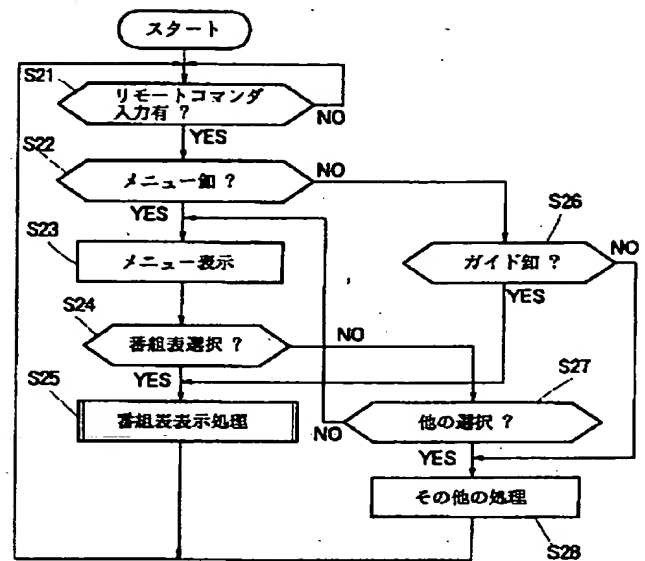 スタート
S21
リモートコマンダ
入力有 ?
NO
YES
S22
メニュー釦 ?
NO
YES
S26
S23
メニュー表示
ガイド釦 ?
NO
YES
S24
番組表選択 ?
NO
YES
S27
S25
番組表表示処理
他の選択 ?
NO
YES
その他の処理
S28